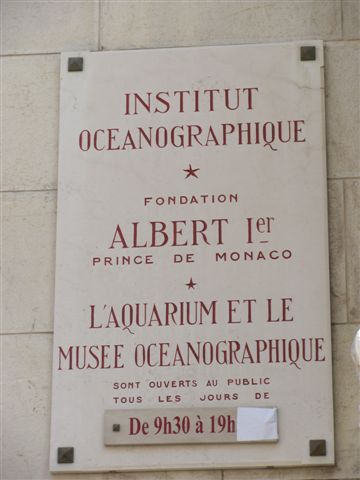 INSTITUT
OCEANOGRAPHIQUE
FONDATION
ALBERT Ier
PRINCE DE MONACO
L'AQUARIUM ET LE
MUSEE OCEANOGRAPHIQUE
SONT OUVERTS AU PUBLIC
TOUS LES JOURS DE
De 9h30 à 19h